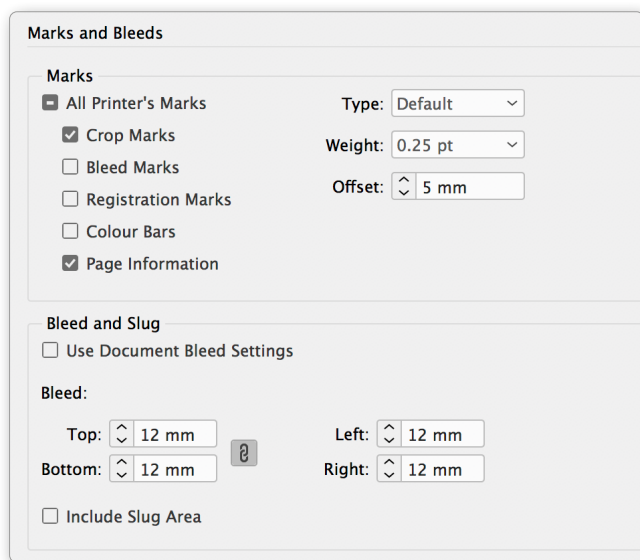 Marks and Bleeds
Marks
All Printer's Marks
Crop Marks
Bleed Marks
Registration Marks
Colour Bars
Page Information
Type: Default
Weight: 0.25 pt
Offset: 5 mm
Bleed and Slug
Use Document Bleed Settings
Bleed:
Top: 12 mm
Left: 12 mm
Bottom: 12 mm
Right: 12 mm
Include Slug Area